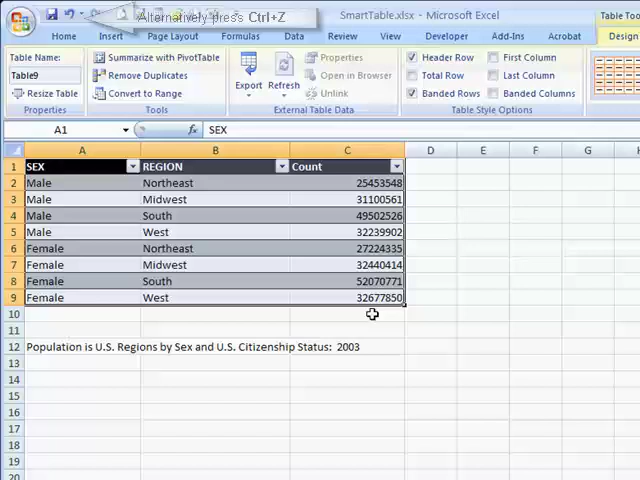 Alternatively press Ctrl+Z
SmartTable.xlsx - Microsoft Excel
Table Too
Home Insert Page Layout Formulas Data Review View Developer Add-Ins Acrobat Design
Table Name:
Table9
Resize Table
Properties
Summarize with PivotTable
Remove Duplicates
Convert to Range
Tools
Export
Refresh
Properties
Open in Browser
Unlink
External Table Data
Header Row
Total Row
Banded Rows
First Column
Last Column
Banded Columns
Table Style Options
A1 fx SEX
A B C D E F G H
1 SEX REGION Count
2 Male Northeast 25453548
3 Male Midwest 31100561
4 Male South 49502526
5 Male West 32239902
6 Female Northeast 27224335
7 Female Midwest 32440414
8 Female South 52070771
9 Female West 32677850
10
11
12 Population is U.S. Regions by Sex and U.S. Citizenship Status: 2003
13
14
15
16
17
18
19
20